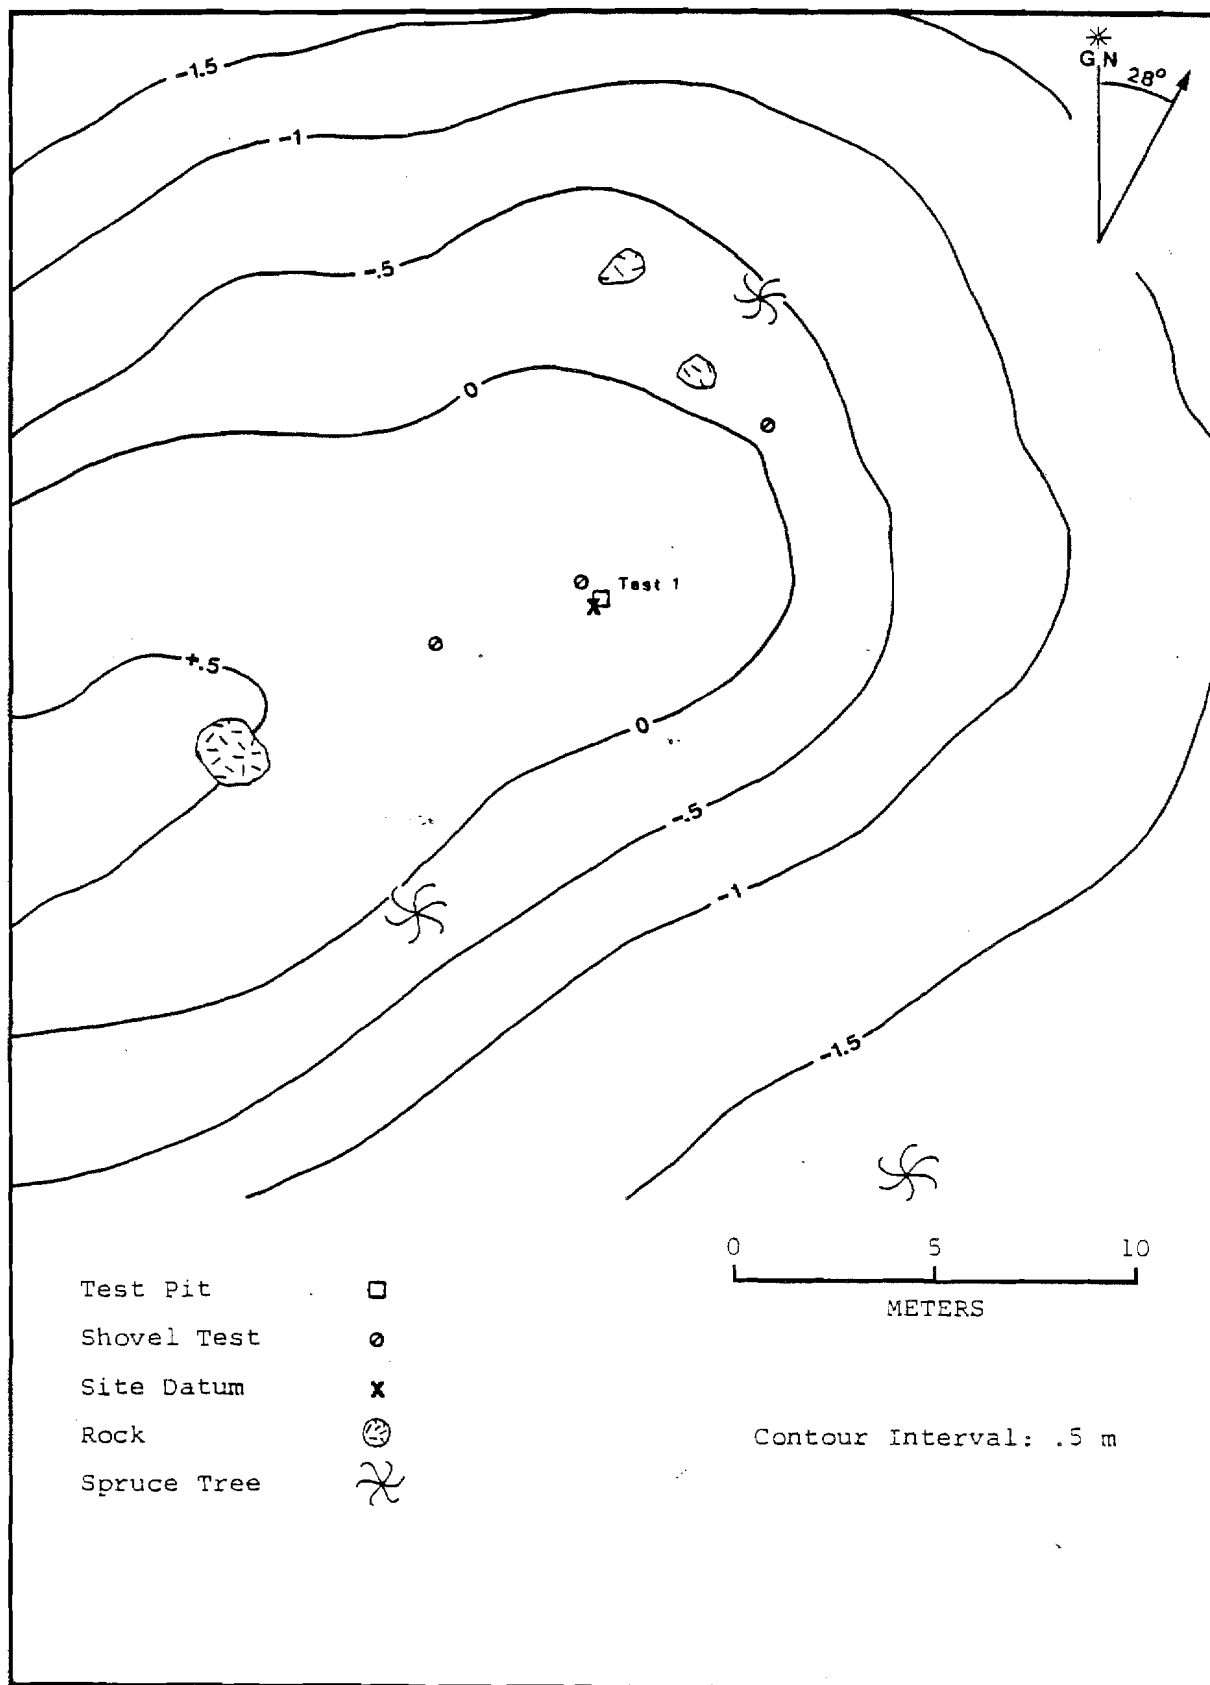 -1.5
GN
28°
-1
-.5
0
Test 1
+.5
0
-.5
-1
-1.5
0 5 10
METERS
Test Pit
Shovel Test
Site Datum
X
Rock
Spruce Tree
Contour Interval: .5 m